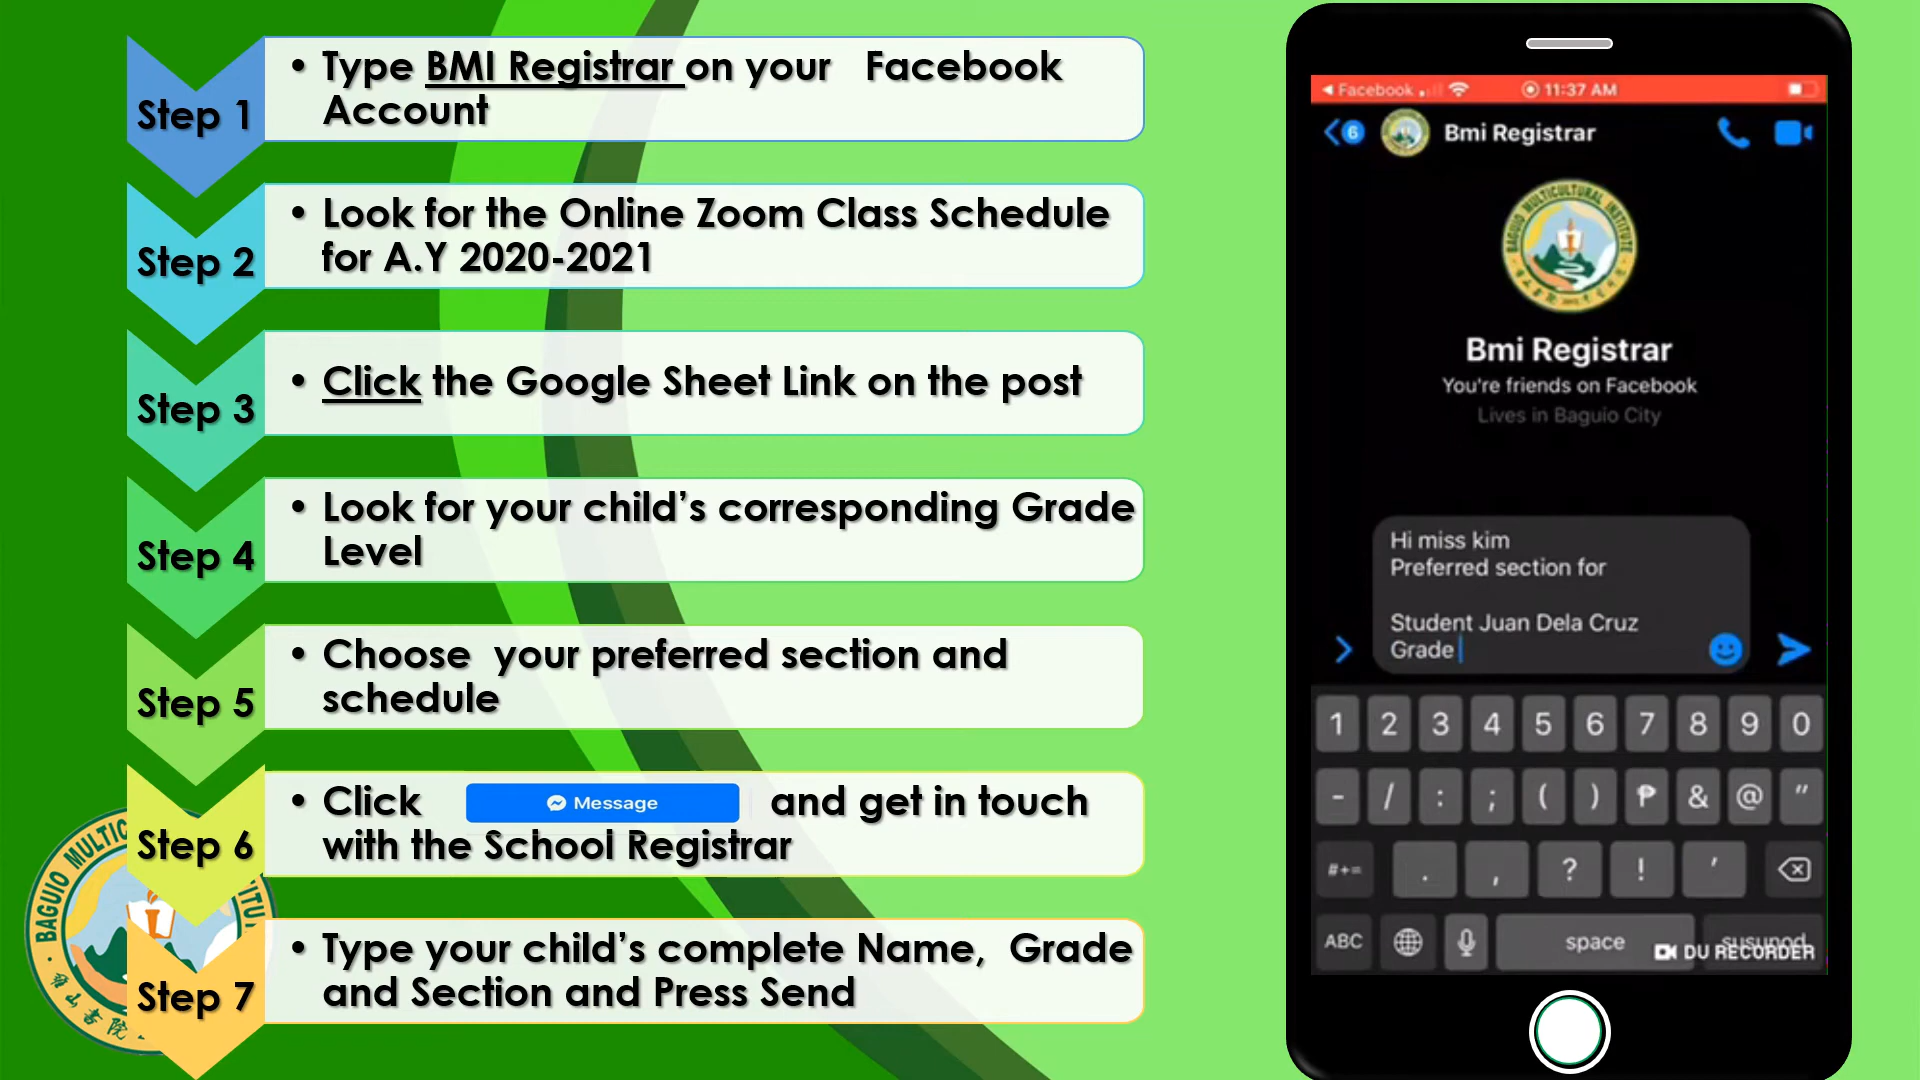 Step 1
• Type BMI Registrar on your Facebook
Account
Step 2
• Look for the Online Zoom Class Schedule
for A.Y 2020-2021
Step 3
• Click the Google Sheet Link on the post
Step 4
• Look for your child’s corresponding Grade
Level
Step 5
• Choose your preferred section and
schedule
Step 6
• Click Message and get in touch
with the School Registrar
Step 7
• Type your child’s complete Name, Grade
and Section and Press Send
BAGUIO MULTIC
Facebook 11:37 AM
6 Bmi Registrar
BAGUIO MULTICULTURAL INSTITUTE
Bmi Registrar
You're friends on Facebook
Lives in Baguio City
Hi miss kim
Preferred section for
Student Juan Dela Cruz
Grade
1 2 3 4 5 6 7 8 9 0
- / : ; ( ) ₱ & @ "
#+= . , ? ! ' 
ABC space susunod
DU RECORDER